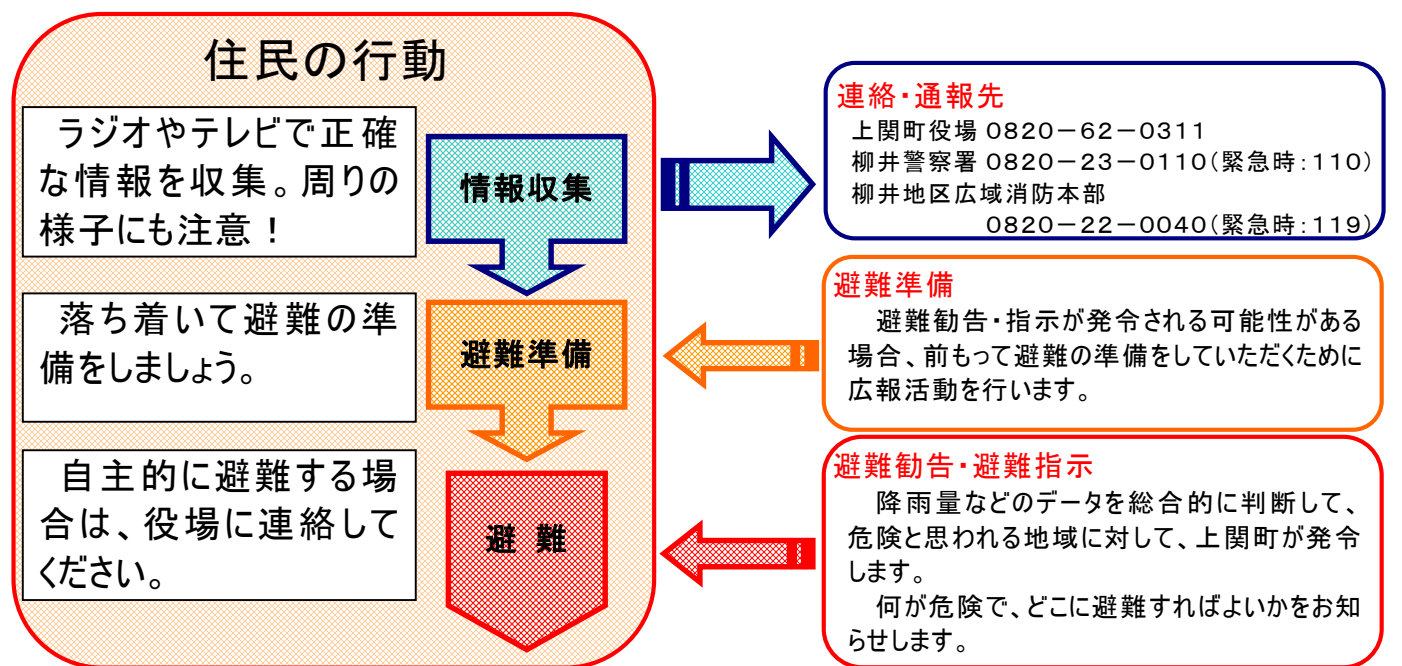 住民の行動
ラジオやテレビで正確
な情報を収集。周りの
様子にも注意！
情報収集
連絡・通報先
上関町役場 0820－62－0311
柳井警察署 0820－23－0110（緊急時：110）
柳井地区広域消防本部
0820－22－0040（緊急時：119）
落ち着いて避難の準
備をしましょう。
避難準備
避難準備
避難勧告・指示が発令される可能性がある
場合、前もって避難の準備をしていただくために
広報活動を行います。
自主的に避難する場
合は、役場に連絡して
ください。
避 難
避難勧告・避難指示
降雨量などのデータを総合的に判断して、
危険と思われる地域に対して、上関町が発令
します。
何が危険で、どこに避難すればよいかをお知
らせします。